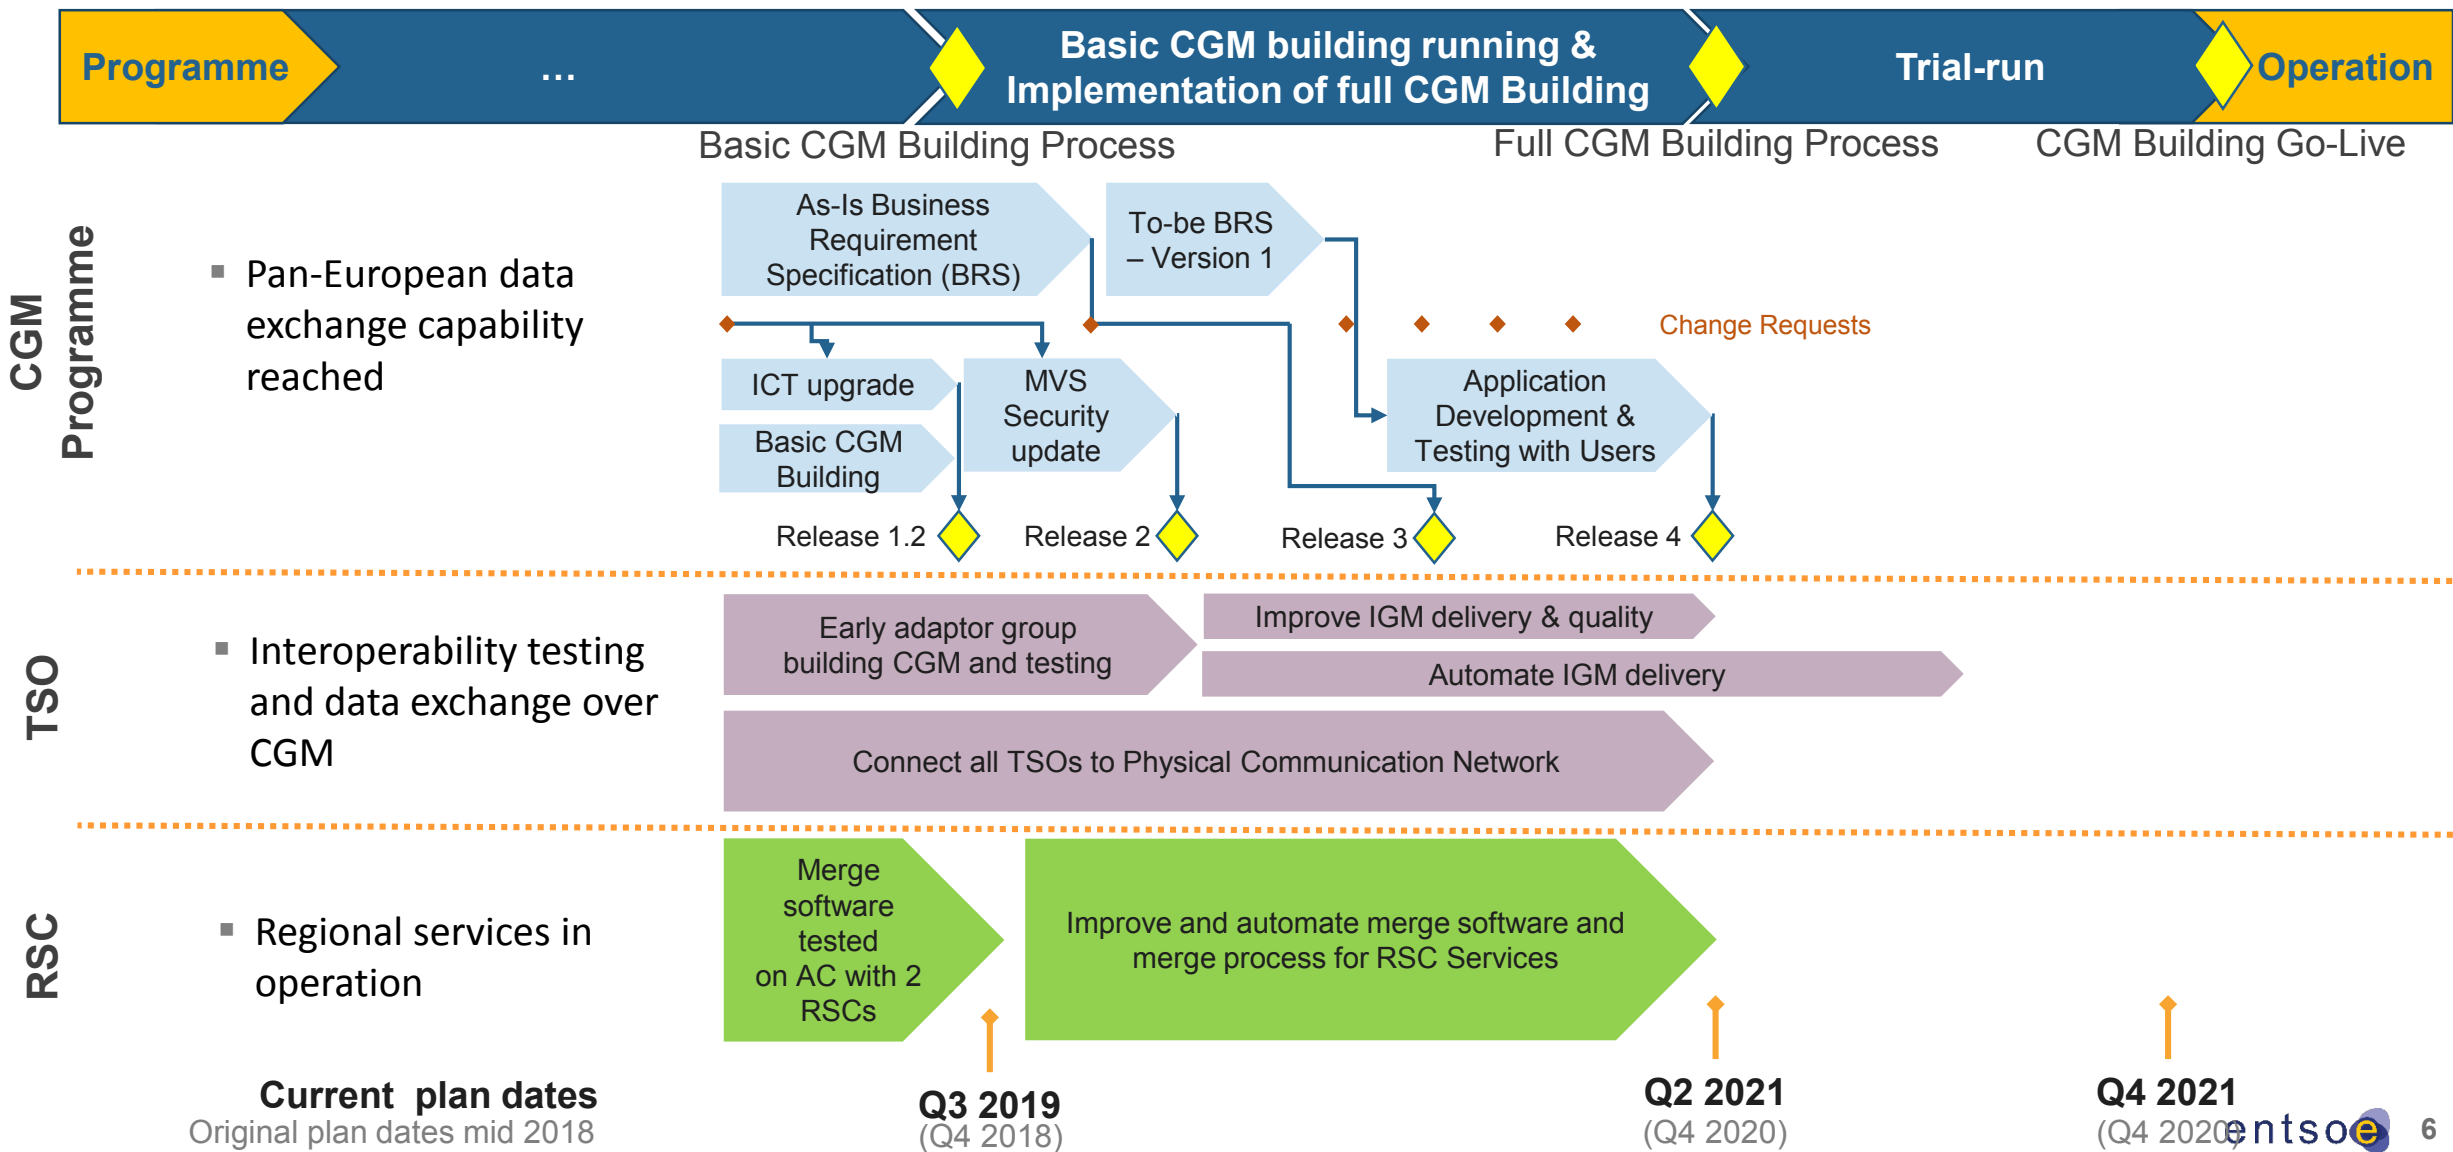 Programme
...
Basic CGM building running &
Implementation of full CGM Building
Trial-run
Operation
Basic CGM Building Process
Full CGM Building Process
CGM Building Go-Live
CGM
Programme
▪ Pan-European data
exchange capability
reached
As-Is Business
Requirement
Specification (BRS)
To-be BRS
– Version 1
Change Requests
ICT upgrade
Basic CGM
Building
MVS
Security
update
Application
Development &
Testing with Users
Release 1.2
Release 2
Release 3
Release 4
TSO
▪ Interoperability testing
and data exchange over
CGM
Early adaptor group
building CGM and testing
Improve IGM delivery & quality
Automate IGM delivery
Connect all TSOs to Physical Communication Network
RSC
▪ Regional services in
operation
Merge
software
tested
on AC with 2
RSCs
Improve and automate merge software and
merge process for RSC Services
Current plan dates
Original plan dates mid 2018
Q3 2019
(Q4 2018)
Q2 2021
(Q4 2020)
Q4 2021
(Q4 2020)
entsoe
6